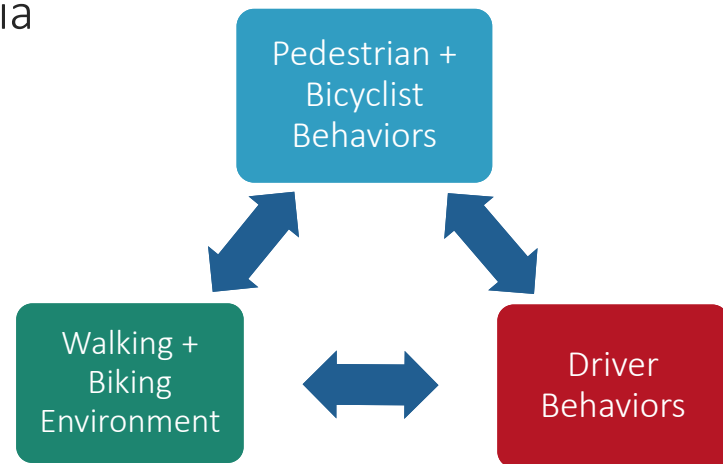 Pedestrian +
Bicyclist
Behaviors
Walking +
Biking
Environment
Driver
Behaviors